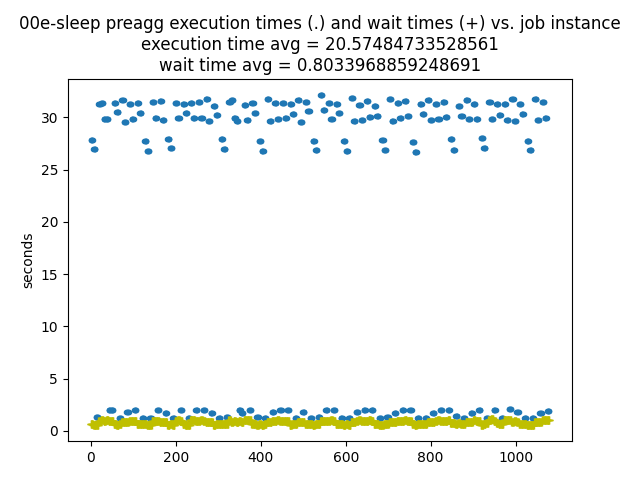 00e-sleep preagg execution times (.) and wait times (+) vs. job instance
execution time avg = 20.57484733528561
wait time avg = 0.8033968859248691
30
25
20
15
10
5
0
seconds
0 200 400 600 800 1000